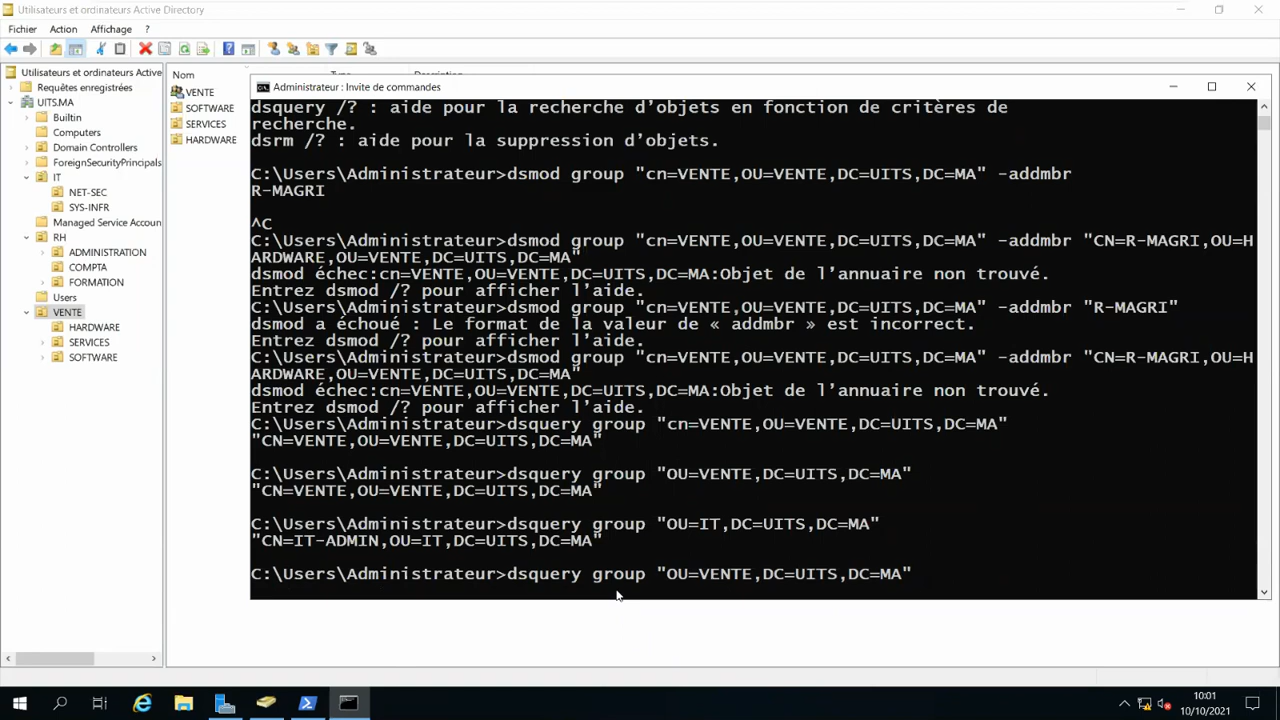 Utilisateurs et ordinateurs Active Directory
Fichier Action Affichage ?
Utilisateurs et ordinateurs Active
Requêtes enregistrées
UITS.MA
Builtin
Computers
Domain Controllers
ForeignSecurityPrincipals
IT
NET-SEC
SYS-INFR
Managed Service Accoun
RH
ADMINISTRATION
COMPTA
FORMATION
Users
VENTE
HARDWARE
SERVICES
SOFTWARE
Nom
VENTE
SOFTWARE
SERVICES
HARDWARE
Administrateur : Invite de commandes
dsquery /? : aide pour la recherche d'objets en fonction de critères de
recherche.
dsrm /? : aide pour la suppression d'objets.
C:\Users\Administrateur>dsmod group "cn=VENTE,OU=VENTE,DC=UITS,DC=MA" -addmbr
R-MAGRI
^C
C:\Users\Administrateur>dsmod group "cn=VENTE,OU=VENTE,DC=UITS,DC=MA" -addmbr "CN=R-MAGRI,OU=H
ARDWARE,OU=VENTE,DC=UITS,DC=MA"
dsmod échec:cn=VENTE,OU=VENTE,DC=UITS,DC=MA:Objet de l'annuaire non trouvé.
Entrez dsmod /? pour afficher l'aide.
C:\Users\Administrateur>dsmod group "cn=VENTE,OU=VENTE,DC=UITS,DC=MA" -addmbr "R-MAGRI"
dsmod a échoué : Le format de la valeur de « addmbr » est incorrect.
Entrez dsmod /? pour afficher l'aide.
C:\Users\Administrateur>dsmod group "cn=VENTE,OU=VENTE,DC=UITS,DC=MA" -addmbr "CN=R-MAGRI,OU=H
ARDWARE,OU=VENTE,DC=UITS,DC=MA"
dsmod échec:cn=VENTE,OU=VENTE,DC=UITS,DC=MA:Objet de l'annuaire non trouvé.
Entrez dsmod /? pour afficher l'aide.
C:\Users\Administrateur>dsquery group "cn=VENTE,OU=VENTE,DC=UITS,DC=MA"
"CN=VENTE,OU=VENTE,DC=UITS,DC=MA"
C:\Users\Administrateur>dsquery group "OU=VENTE,DC=UITS,DC=MA"
"CN=VENTE,OU=VENTE,DC=UITS,DC=MA"
C:\Users\Administrateur>dsquery group "OU=IT,DC=UITS,DC=MA"
"CN=IT-ADMIN,OU=IT,DC=UITS,DC=MA"
C:\Users\Administrateur>dsquery group "OU=VENTE,DC=UITS,DC=MA"
10:01
10/10/2021